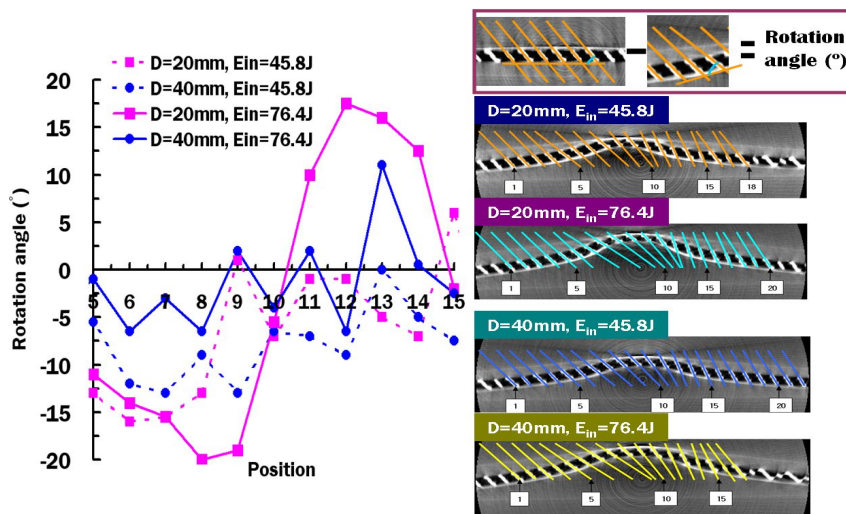 D=20mm, Ein=45.8J
D=40mm, Ein=45.8J
D=20mm, Ein=76.4J
D=40mm, Ein=76.4J
20
15
10
5
0
-5
-10
-15
-20
5 6 7 8 9 10 11 12 13 14 15
Rotation angle (°)
Position
Rotation
angle (º)
D=20mm, Ein=45.8J
1 5 10 15 18
D=20mm, Ein=76.4J
1 5 10 15 20
D=40mm, Ein=45.8J
1 5 10 15 20
D=40mm, Ein=76.4J
1 5 10 15